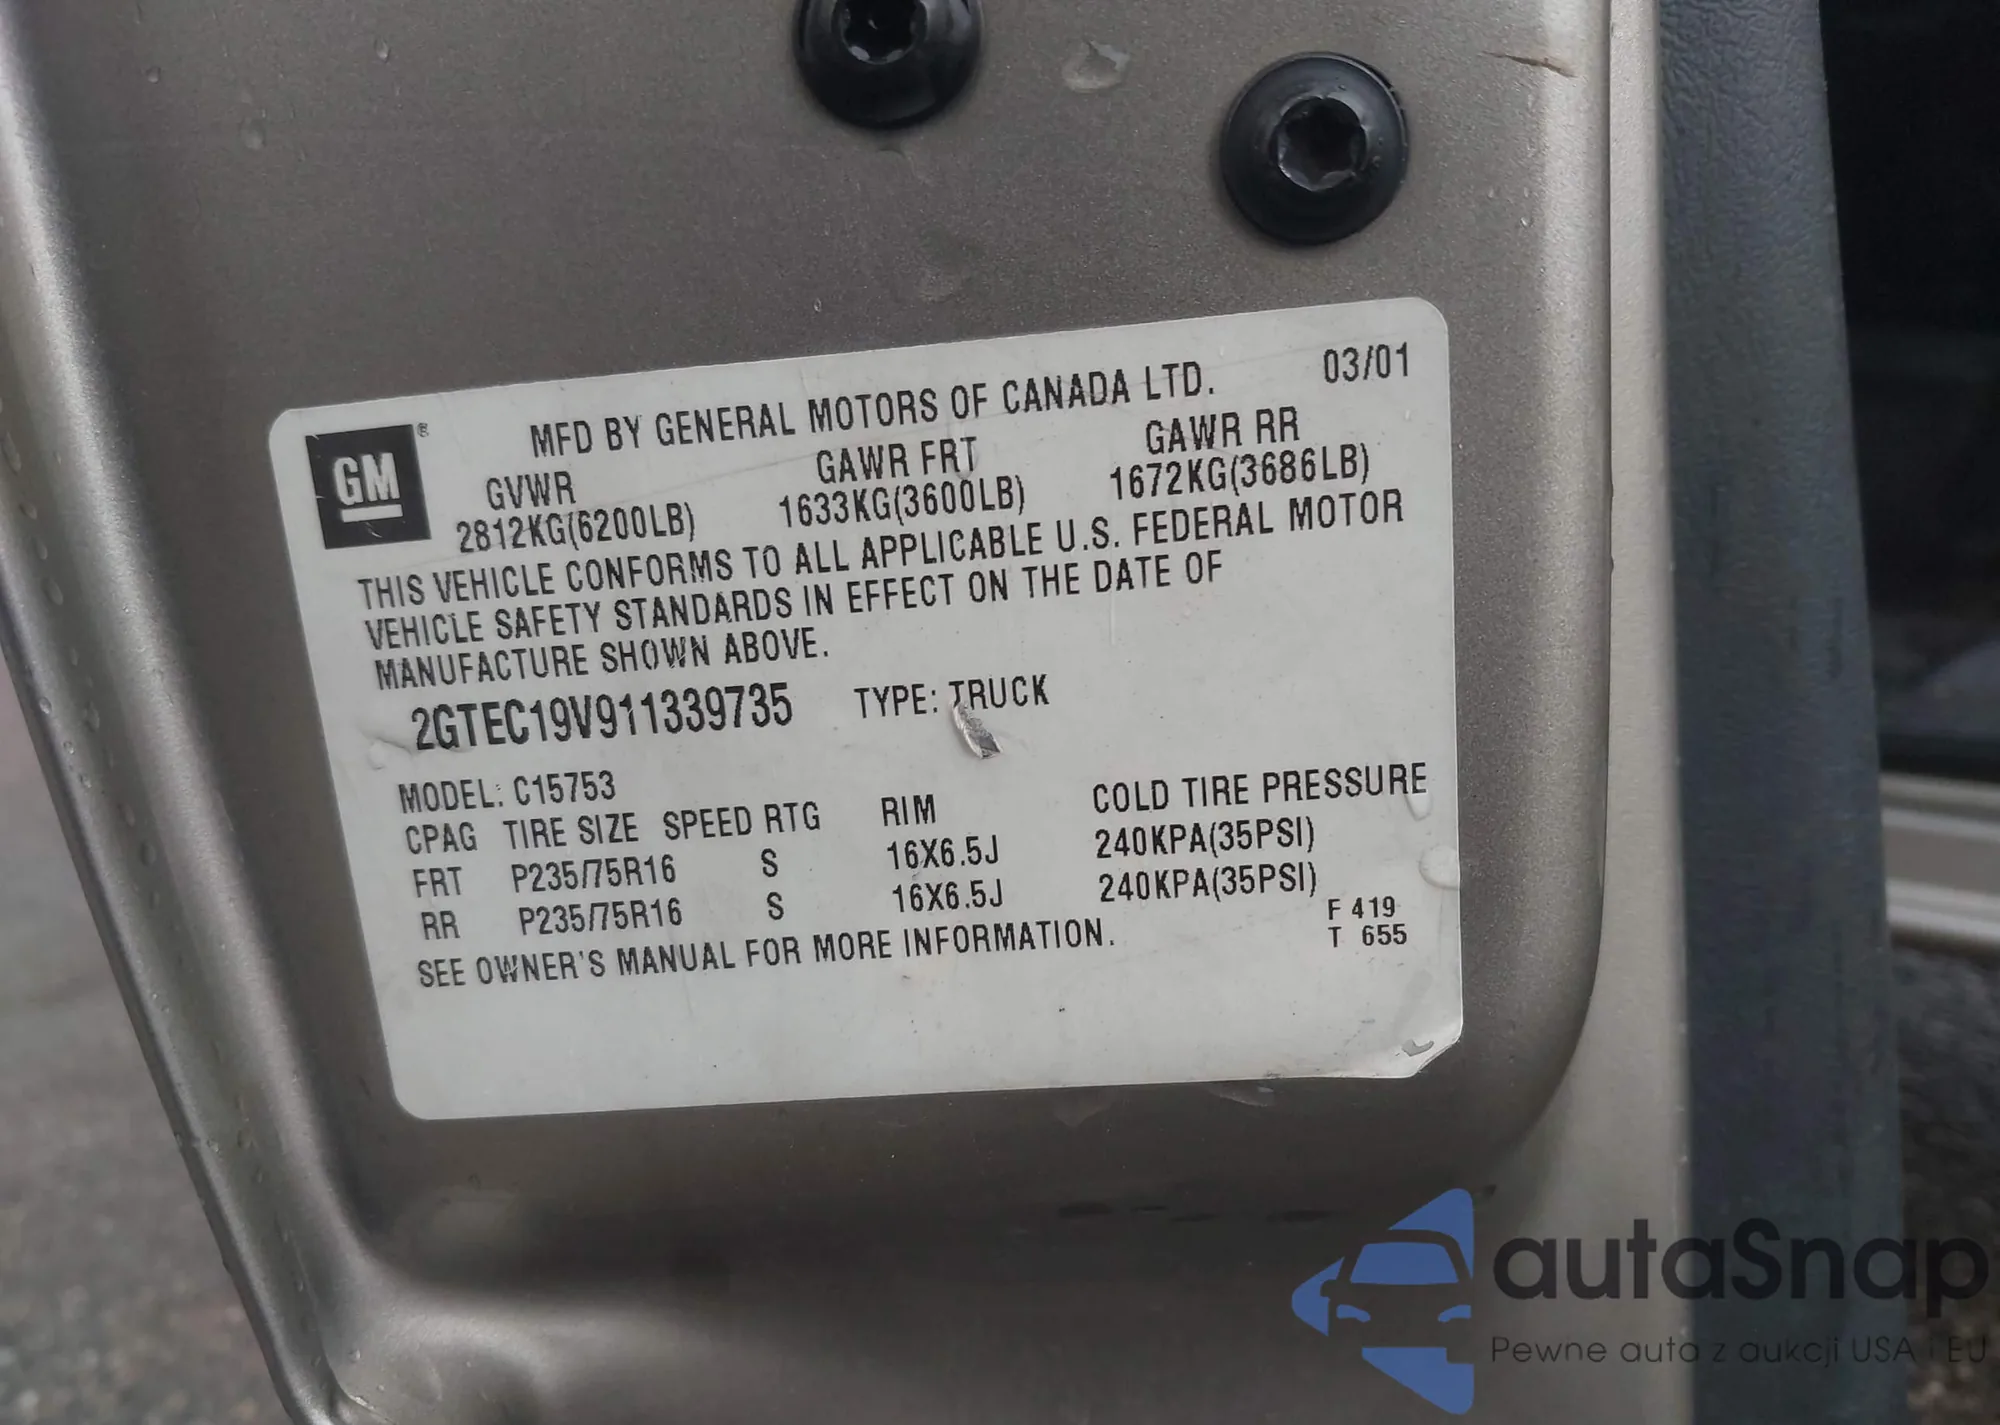 MFD BY GENERAL MOTORS OF CANADA LTD. 03/01
GM®
GVWR GAWR FRT GAWR RR
2812KG(6200LB) 1633KG(3600LB) 1672KG(3686LB)
THIS VEHICLE CONFORMS TO ALL APPLICABLE U.S. FEDERAL MOTOR
VEHICLE SAFETY STANDARDS IN EFFECT ON THE DATE OF
MANUFACTURE SHOWN ABOVE.
2GTEC19V911339735 TYPE: TRUCK
MODEL: C15753
CPAG TIRE SIZE SPEED RTG RIM COLD TIRE PRESSURE
FRT P235/75R16 S 16X6.5J 240KPA(35PSI)
RR P235/75R16 S 16X6.5J 240KPA(35PSI)
SEE OWNER'S MANUAL FOR MORE INFORMATION.
F 419
T 655
autaSnap
Pewne auta z aukcji USA i EU